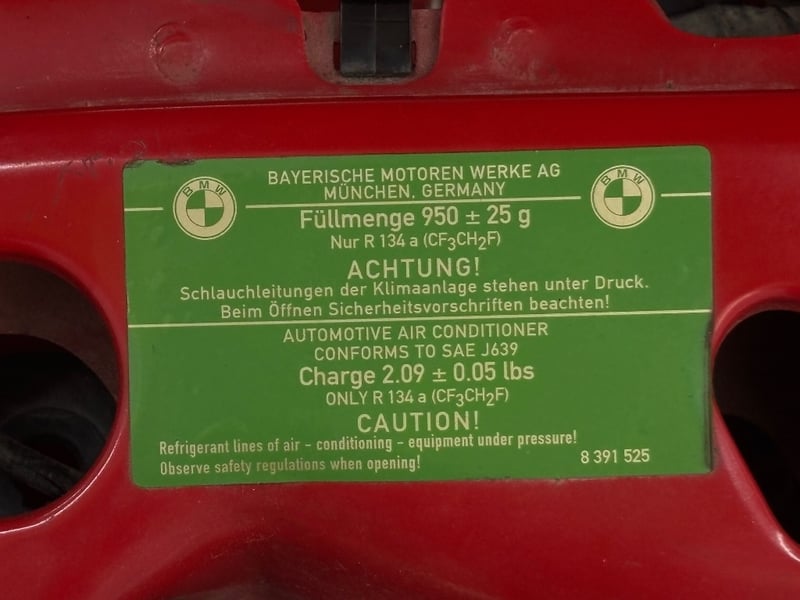 BAYERISCHE MOTOREN WERKE AG
MÜNCHEN. GERMANY
BMW
BMW
Füllmenge 950 ± 25 g
Nur R 134 a (CF₃CH₂F)
ACHTUNG!
Schlauchleitungen der Klimaanlage stehen unter Druck.
Beim Öffnen Sicherheitsvorschriften beachten!
AUTOMOTIVE AIR CONDITIONER
CONFORMS TO SAE J639
Charge 2.09 ± 0.05 lbs
ONLY R 134 a (CF₃CH₂F)
CAUTION!
Refrigerant lines of air - conditioning - equipment under pressure!
Observe safety regulations when opening!
8 391 525